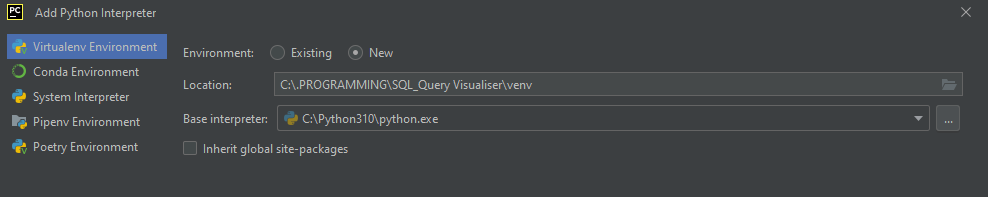 PC Add Python Interpreter
Virtualenv Environment
Conda Environment
System Interpreter
Pipenv Environment
Poetry Environment
Environment: Existing New
Location: C:\.PROGRAMMING\SQL_Query Visualiser\venv
Base interpreter: C:\Python310\python.exe ...
Inherit global site-packages